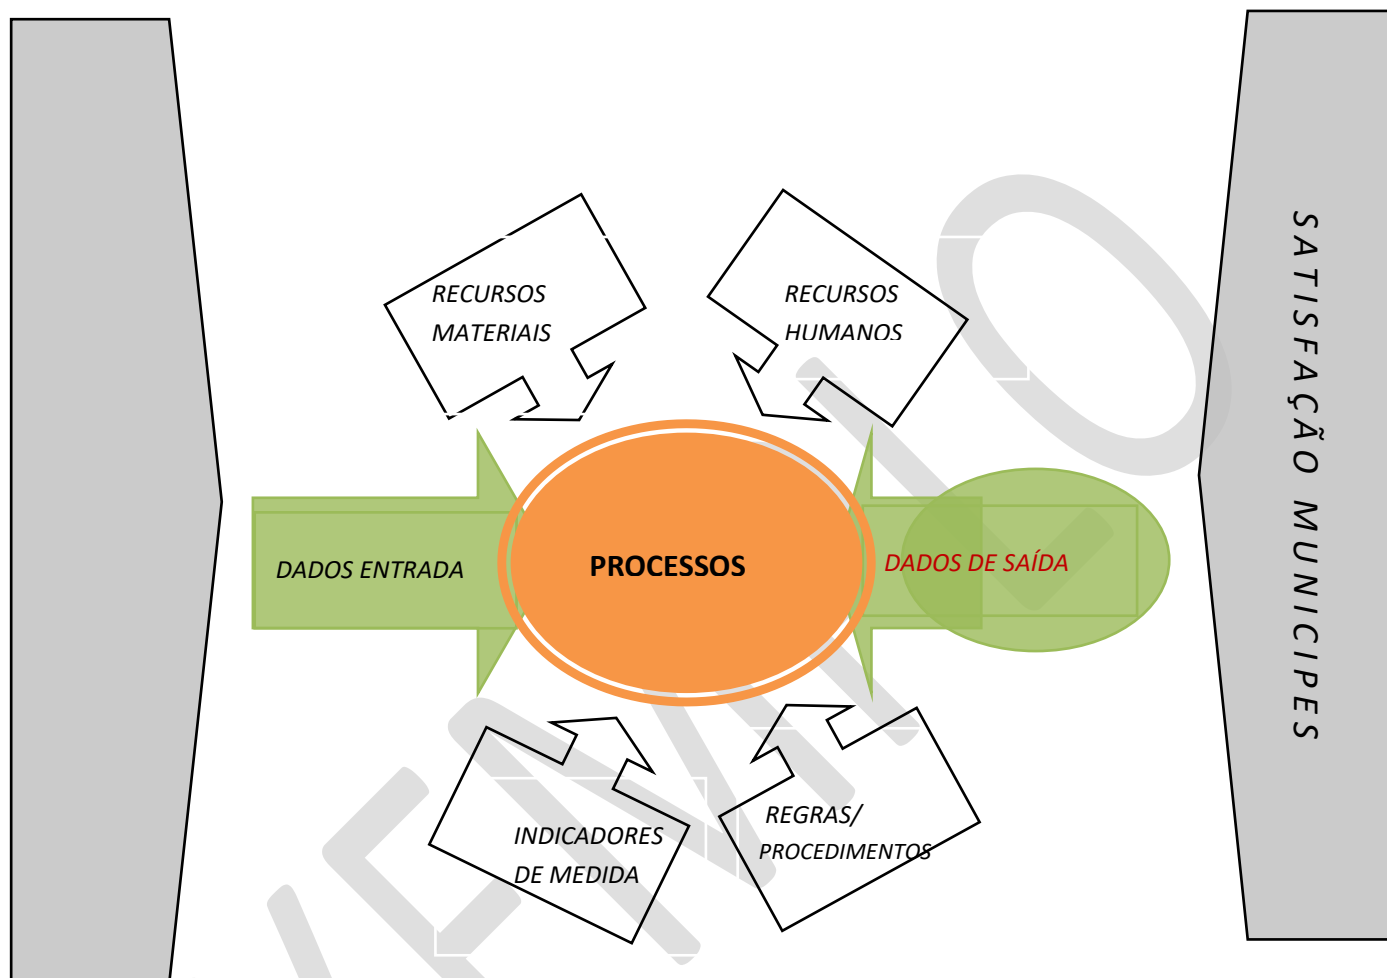 RECURSOS
MATERIAIS
RECURSOS
HUMANOS
DADOS ENTRADA
PROCESSOS
DADOS DE SAÍDA
INDICADORES
DE MEDIDA
REGRAS/
PROCEDIMENTOS
SATISFAÇÃO MUNICIPES